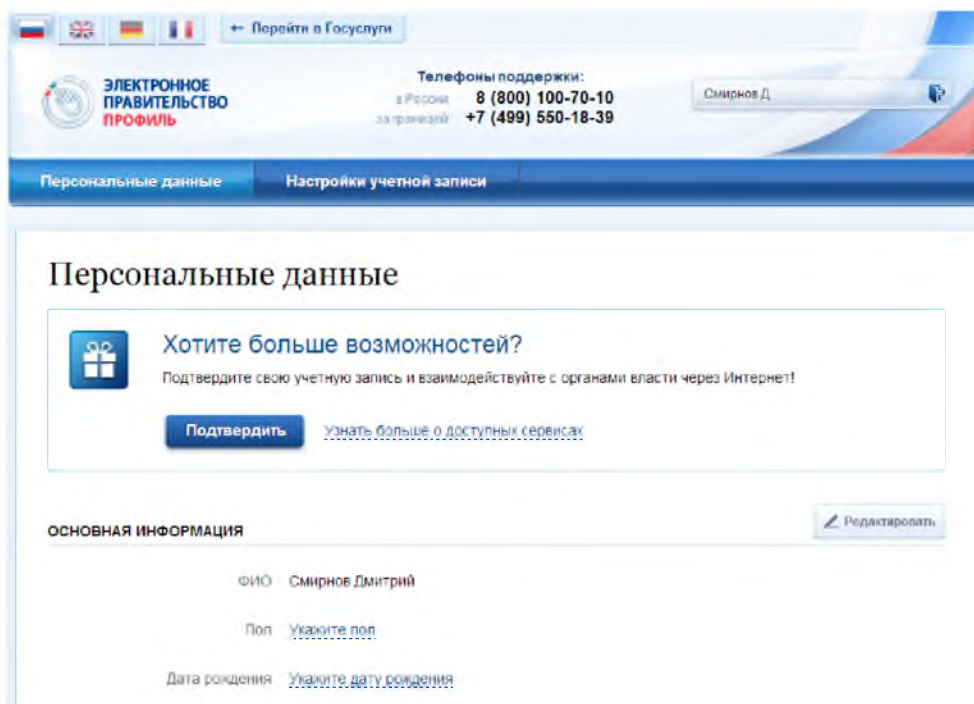 ← Перейти в Госуслуги
ЭЛЕКТРОННОЕ
ПРАВИТЕЛЬСТВО
ПРОФИЛЬ
Телефоны поддержки:
в России 8 (800) 100-70-10
за границей +7 (499) 550-18-39
Смирнов Д
Персональные данные
Настройки учетной записи
Персональные данные
Хотите больше возможностей?
Подтвердите свою учетную запись и взаимодействуйте с органами власти через Интернет!
Подтвердить Узнать больше о доступных сервисах
ОСНОВНАЯ ИНФОРМАЦИЯ
Редактировать
ФИО Смирнов Дмитрий
Пол Укажите пол
Дата рождения Укажите дату рождения